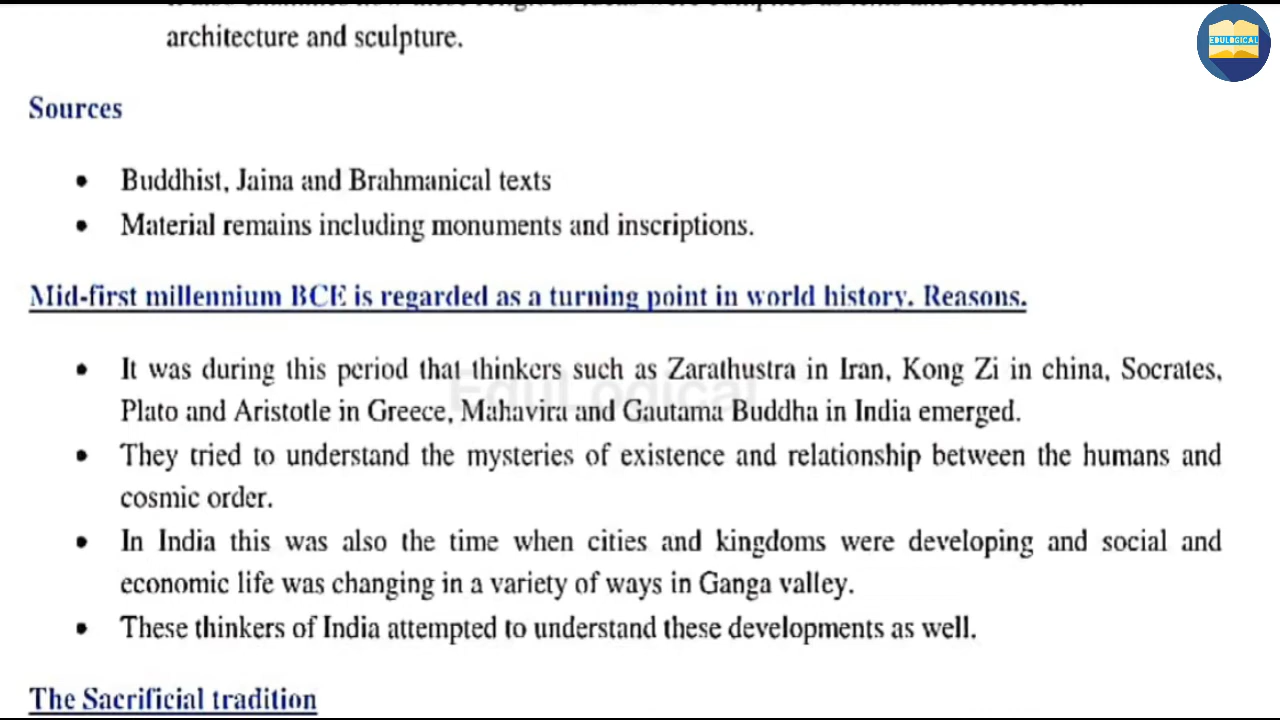 architecture and sculpture.
EDULOGICAL
Sources
• Buddhist, Jaina and Brahmanical texts
• Material remains including monuments and inscriptions.
Mid-first millennium BCE is regarded as a turning point in world history. Reasons.
• It was during this period that thinkers such as Zarathustra in Iran, Kong Zi in china, Socrates,
Plato and Aristotle in Greece, Mahavira and Gautama Buddha in India emerged.
EduLogical
• They tried to understand the mysteries of existence and relationship between the humans and
cosmic order.
• In India this was also the time when cities and kingdoms were developing and social and
economic life was changing in a variety of ways in Ganga valley.
• These thinkers of India attempted to understand these developments as well.
The Sacrificial tradition